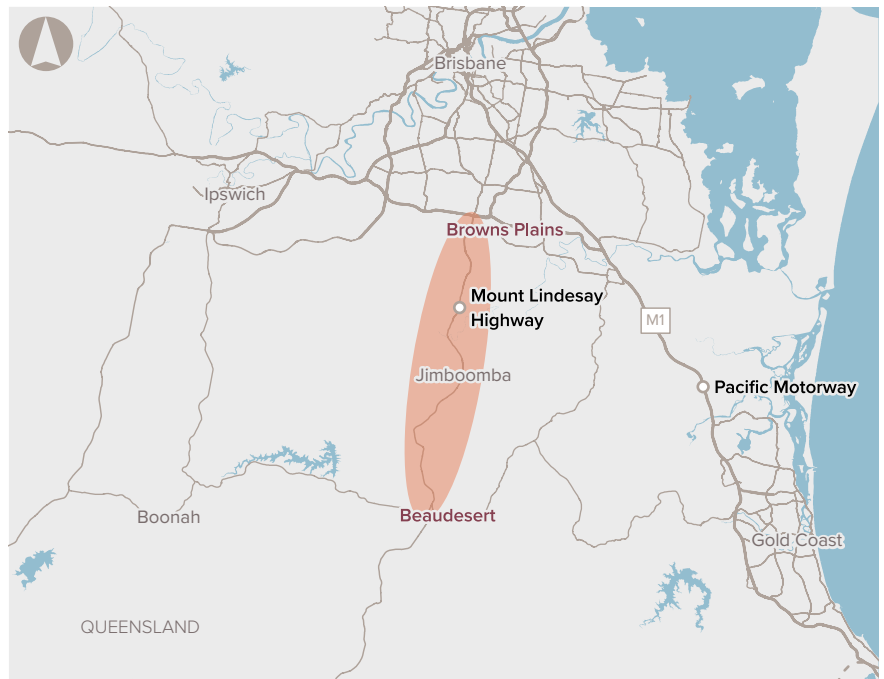 Brisbane
Ipswich
Browns Plains
Mount Lindesay
Highway
M1
Jimboomba
Pacific Motorway
Boonah
Beaudesert
Gold Coast
QUEENSLAND